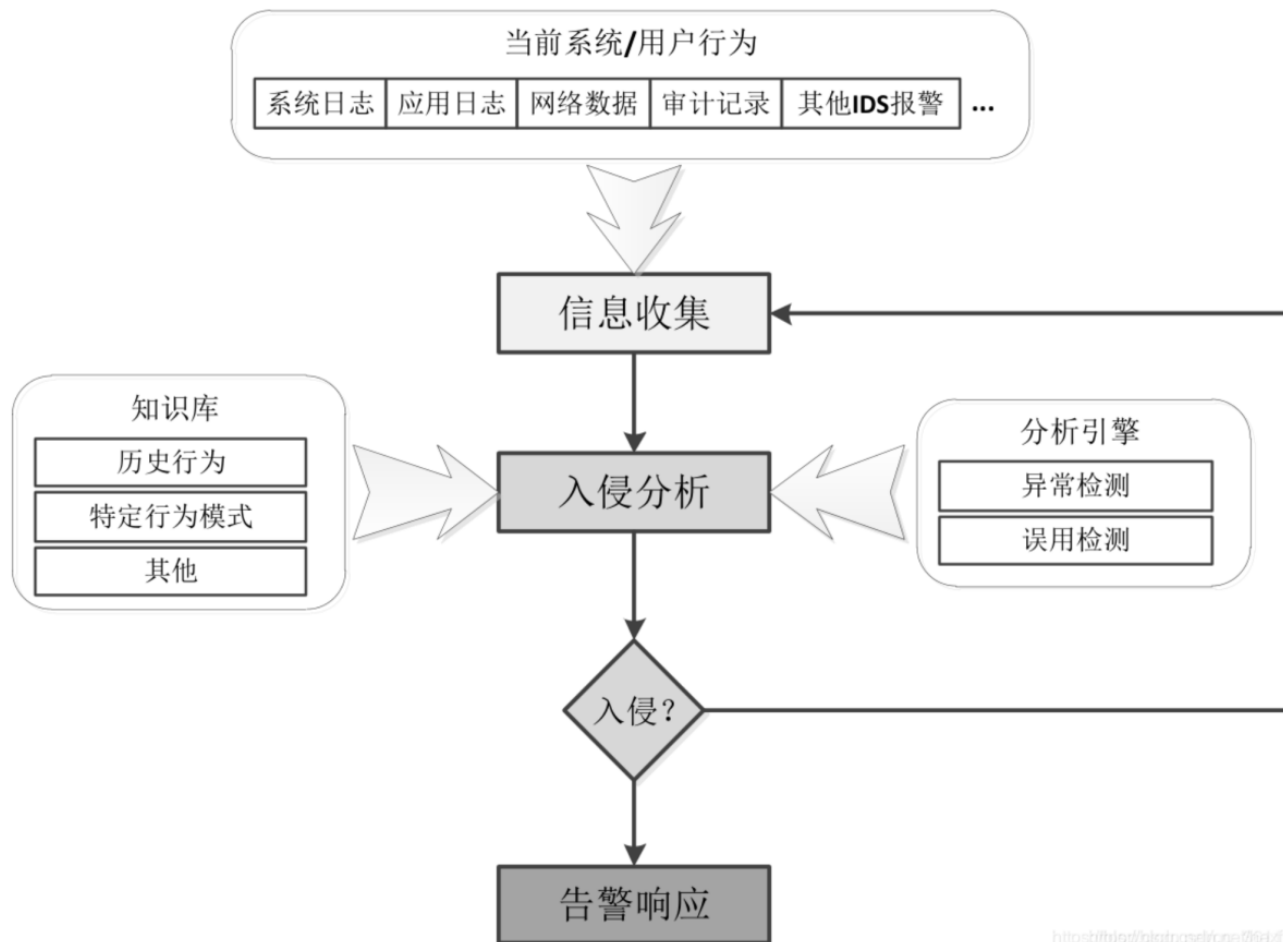 当前系统/用户行为
系统日志 应用日志 网络数据 审计记录 其他IDS报警 ...
信息收集
知识库
历史行为
特定行为模式
其他
入侵分析
分析引擎
异常检测
误用检测
入侵？
告警响应